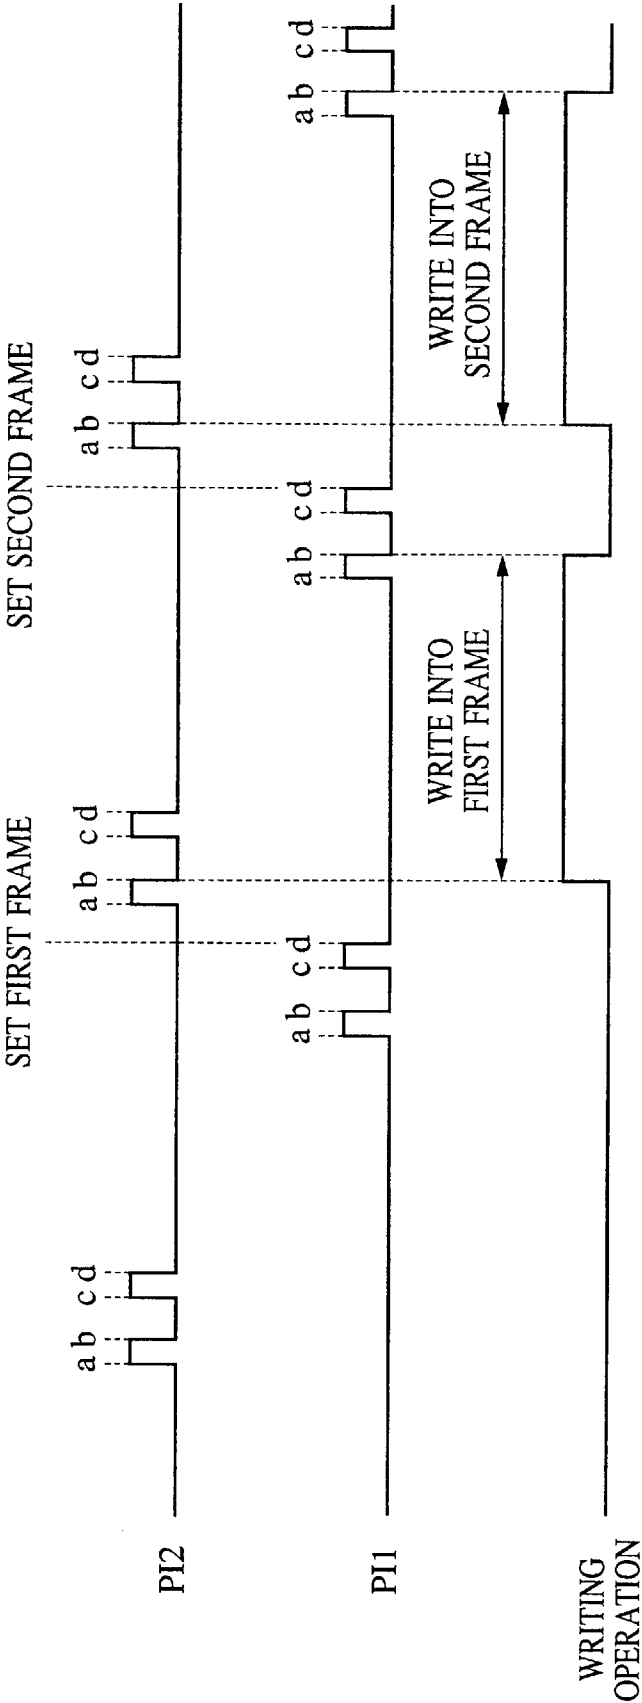 SET FIRST FRAME
SET SECOND FRAME
a b c d
a b c d
a b c d
PI2
a b c d
a b c d
a b c d
PI1
WRITE INTO
FIRST FRAME
WRITE INTO
SECOND FRAME
WRITING
OPERATION